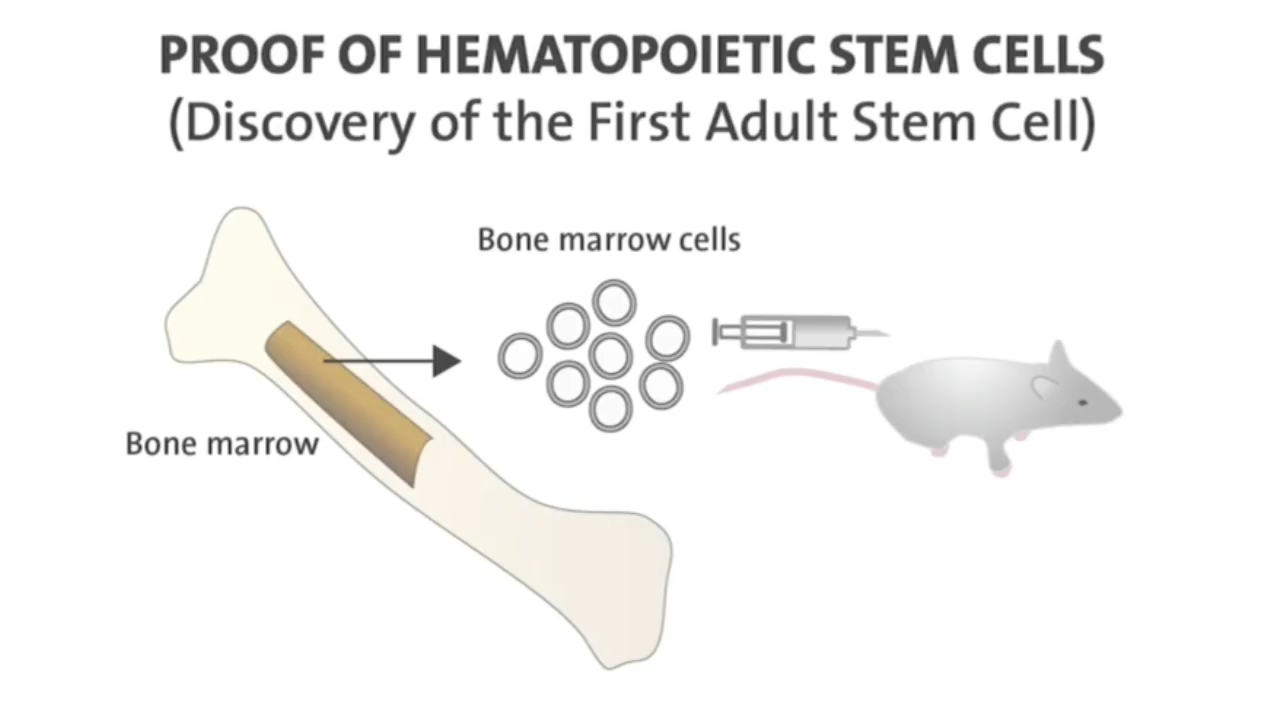 PROOF OF HEMATOPOIETIC STEM CELLS
(Discovery of the First Adult Stem Cell)
Bone marrow cells
Bone marrow